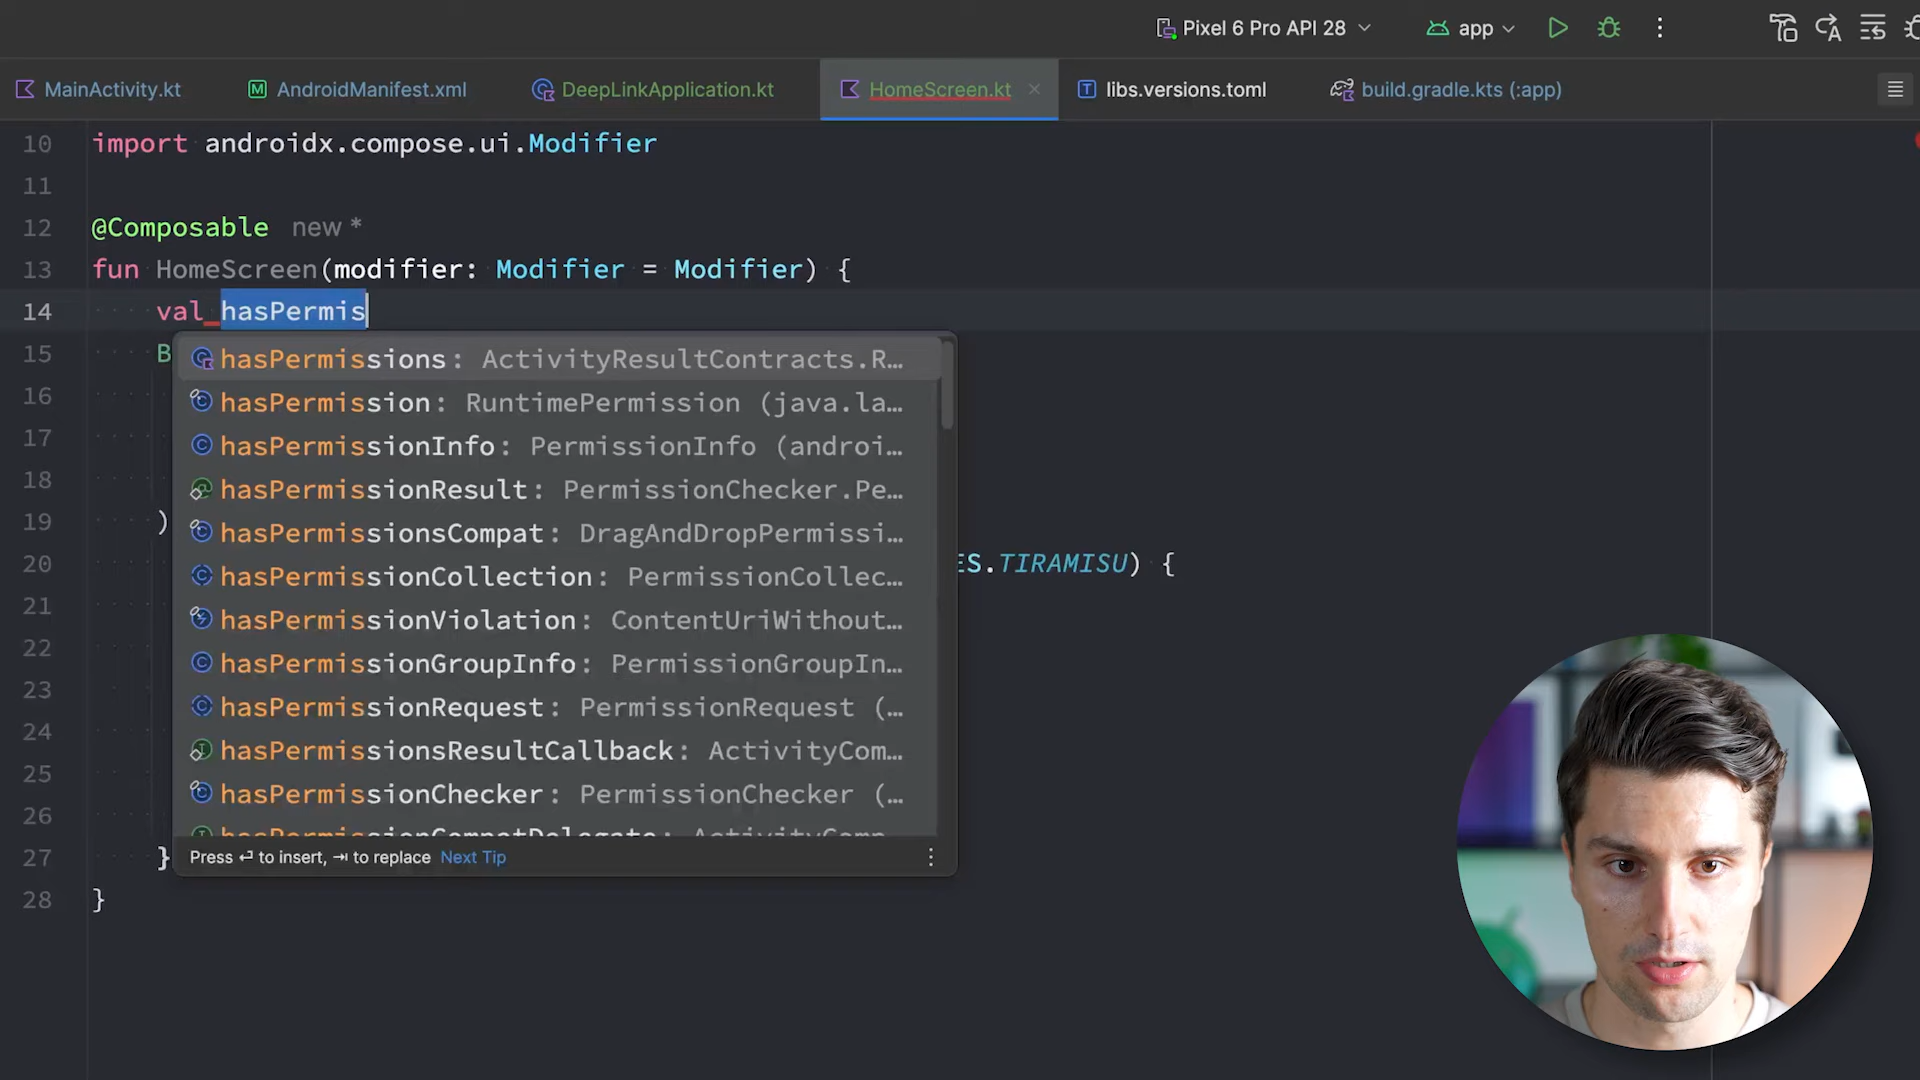 Pixel 6 Pro API 28
app
MainActivity.kt
AndroidManifest.xml
DeepLinkApplication.kt
HomeScreen.kt
libs.versions.toml
build.gradle.kts (:app)
10 import androidx.compose.ui.Modifier
11
12 @Composable new *
13 fun HomeScreen(modifier: Modifier = Modifier) {
14 val hasPermis
15 B
hasPermissions: ActivityResultContracts.R…
16 hasPermission: RuntimePermission (java.la…
17 hasPermissionInfo: PermissionInfo (androi…
18 hasPermissionResult: PermissionChecker.Pe…
19 )
hasPermissionsCompat: DragAndDropPermissi…
20 ES.TIRAMISU) {
hasPermissionCollection: PermissionCollec…
21 hasPermissionViolation: ContentUriWithout…
22 hasPermissionGroupInfo: PermissionGroupIn…
23 hasPermissionRequest: PermissionRequest (…
24 hasPermissionsResultCallback: ActivityCom…
25 hasPermissionChecker: PermissionChecker (…
26 hasPermissionCompatDelegate: ActivityComp
27 }
Press ⏎ to insert, ⇥ to replace Next Tip
28 }